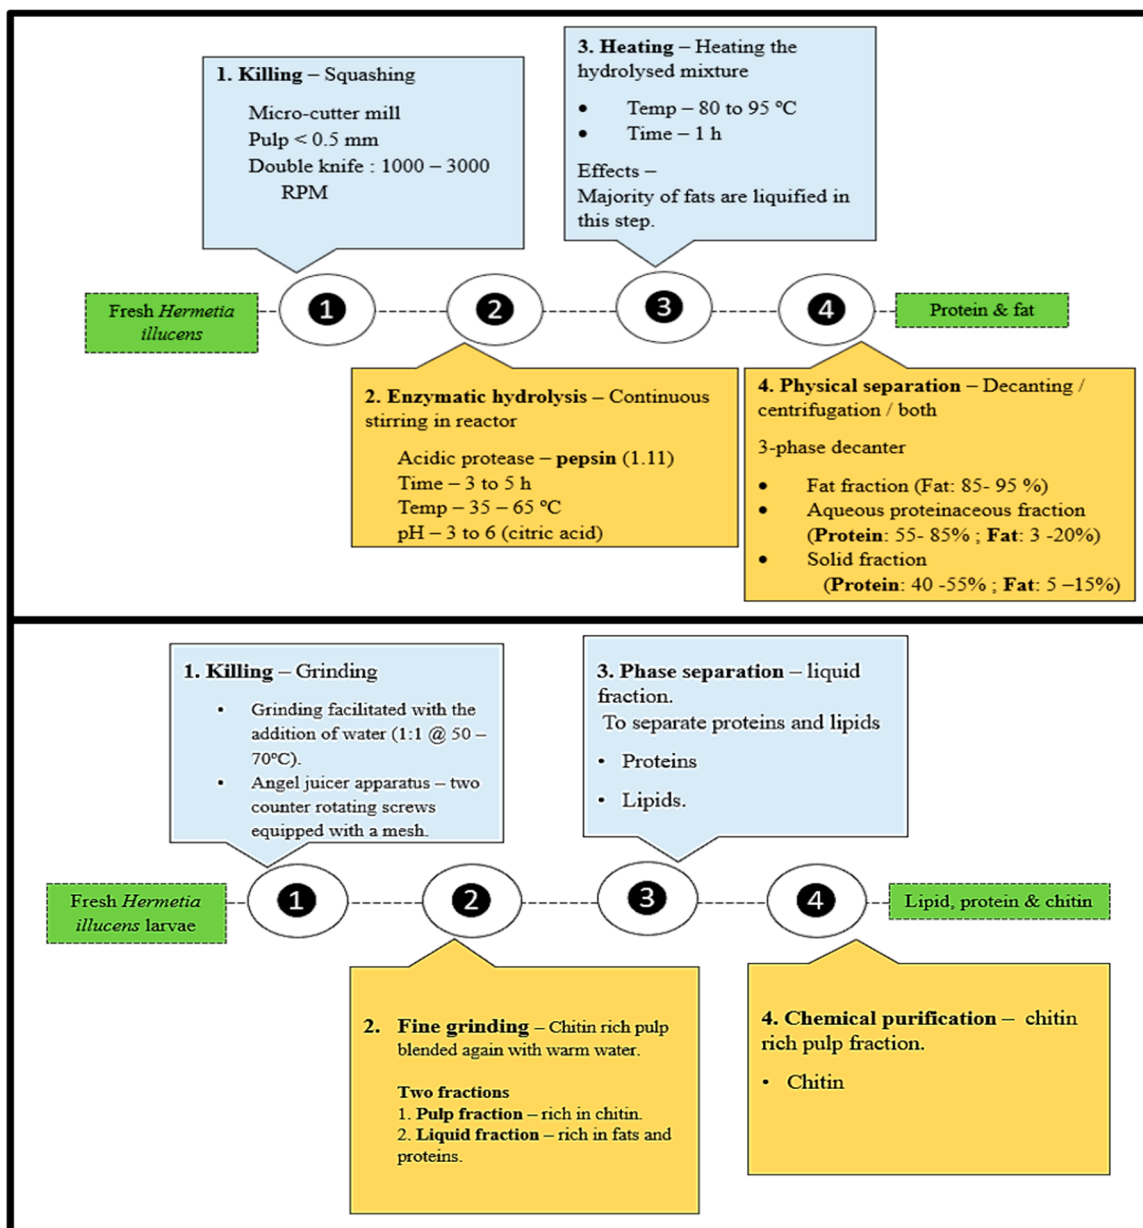 1. Killing – Squashing
Micro-cutter mill
Pulp < 0.5 mm
Double knife : 1000 – 3000
RPM
3. Heating – Heating the
hydrolysed mixture
• Temp – 80 to 95 ºC
• Time – 1 h
Effects –
Majority of fats are liquified in
this step.
Fresh Hermetia
illucens
1
2
3
4
Protein & fat
2. Enzymatic hydrolysis – Continuous
stirring in reactor
Acidic protease – pepsin (1.11)
Time – 3 to 5 h
Temp – 35 – 65 ºC
pH – 3 to 6 (citric acid)
4. Physical separation – Decanting /
centrifugation / both
3-phase decanter
• Fat fraction (Fat: 85- 95 %)
• Aqueous proteinaceous fraction
(Protein: 55- 85% ; Fat: 3 -20%)
• Solid fraction
(Protein: 40 -55% ; Fat: 5 –15%)
1. Killing – Grinding
• Grinding facilitated with the
addition of water (1:1 @ 50 –
70ºC).
• Angel juicer apparatus – two
counter rotating screws
equipped with a mesh.
3. Phase separation – liquid
fraction.
To separate proteins and lipids
• Proteins
• Lipids.
Fresh Hermetia
illucens larvae
1
2
3
4
Lipid, protein & chitin
2. Fine grinding – Chitin rich pulp
blended again with warm water.
Two fractions
1. Pulp fraction – rich in chitin.
2. Liquid fraction – rich in fats and
proteins.
4. Chemical purification – chitin
rich pulp fraction.
• Chitin